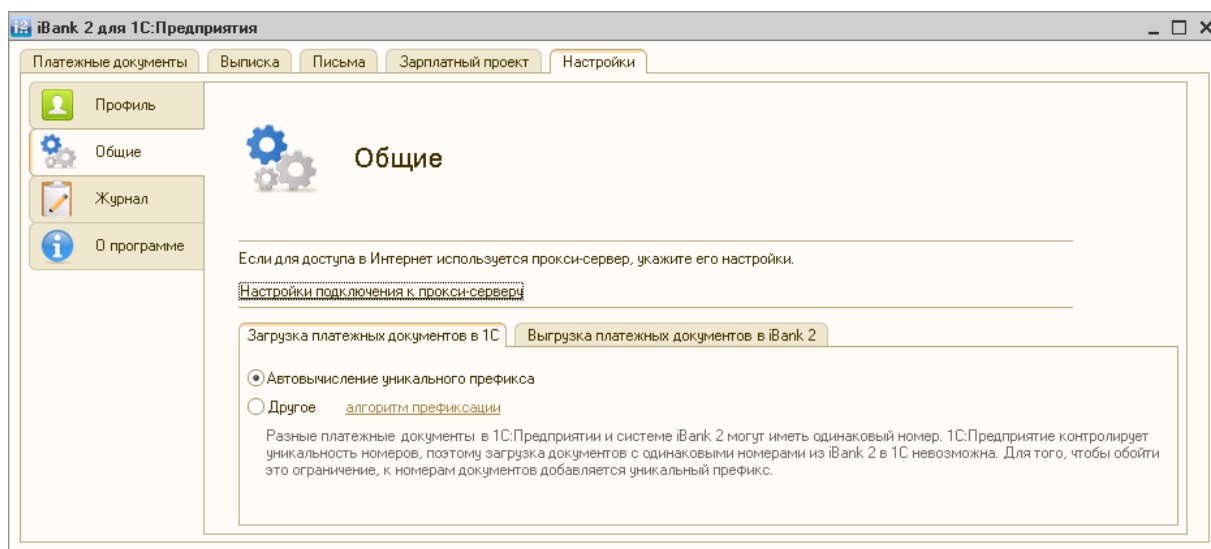 iBank 2 для 1С:Предприятия
Платежные документы Выписка Письма Зарплатный проект Настройки
Профиль
Общие
Журнал
О программе
Общие
Если для доступа в Интернет используется прокси-сервер, укажите его настройки.
Настройки подключения к прокси-серверу
Загрузка платежных документов в 1С Выгрузка платежных документов в iBank 2
Автовычисление уникального префикса
Другое алгоритм префиксации
Разные платежные документы в 1С:Предприятии и системе iBank 2 могут иметь одинаковый номер. 1С:Предприятие контролирует
уникальность номеров, поэтому загрузка документов с одинаковыми номерами из iBank 2 в 1С невозможна. Для того, чтобы обойти
это ограничение, к номерам документов добавляется уникальный префикс.